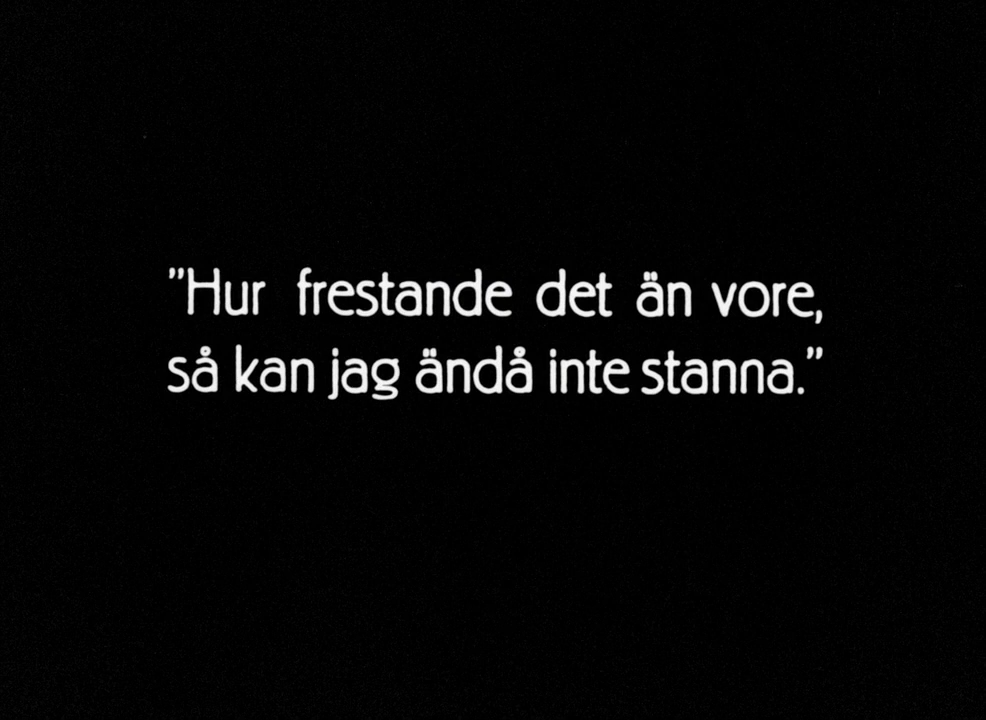 ”Hur frestande det än vore,
så kan jag ändå inte stanna.”